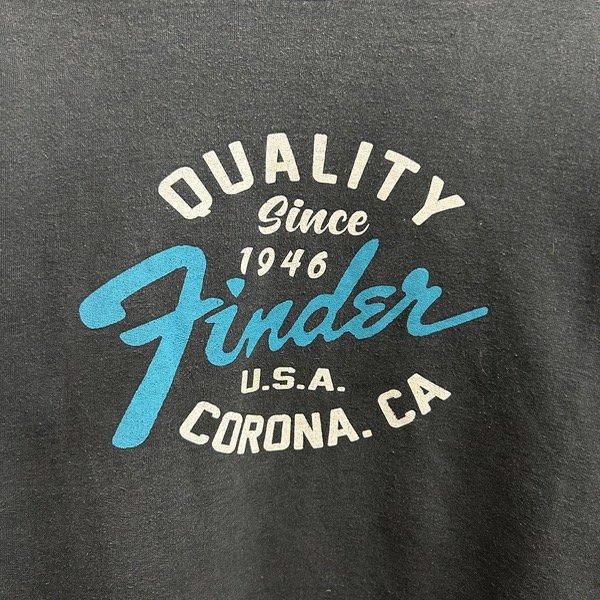 QUALITY
Since
1946
Finder
U.S.A.
CORONA. CA